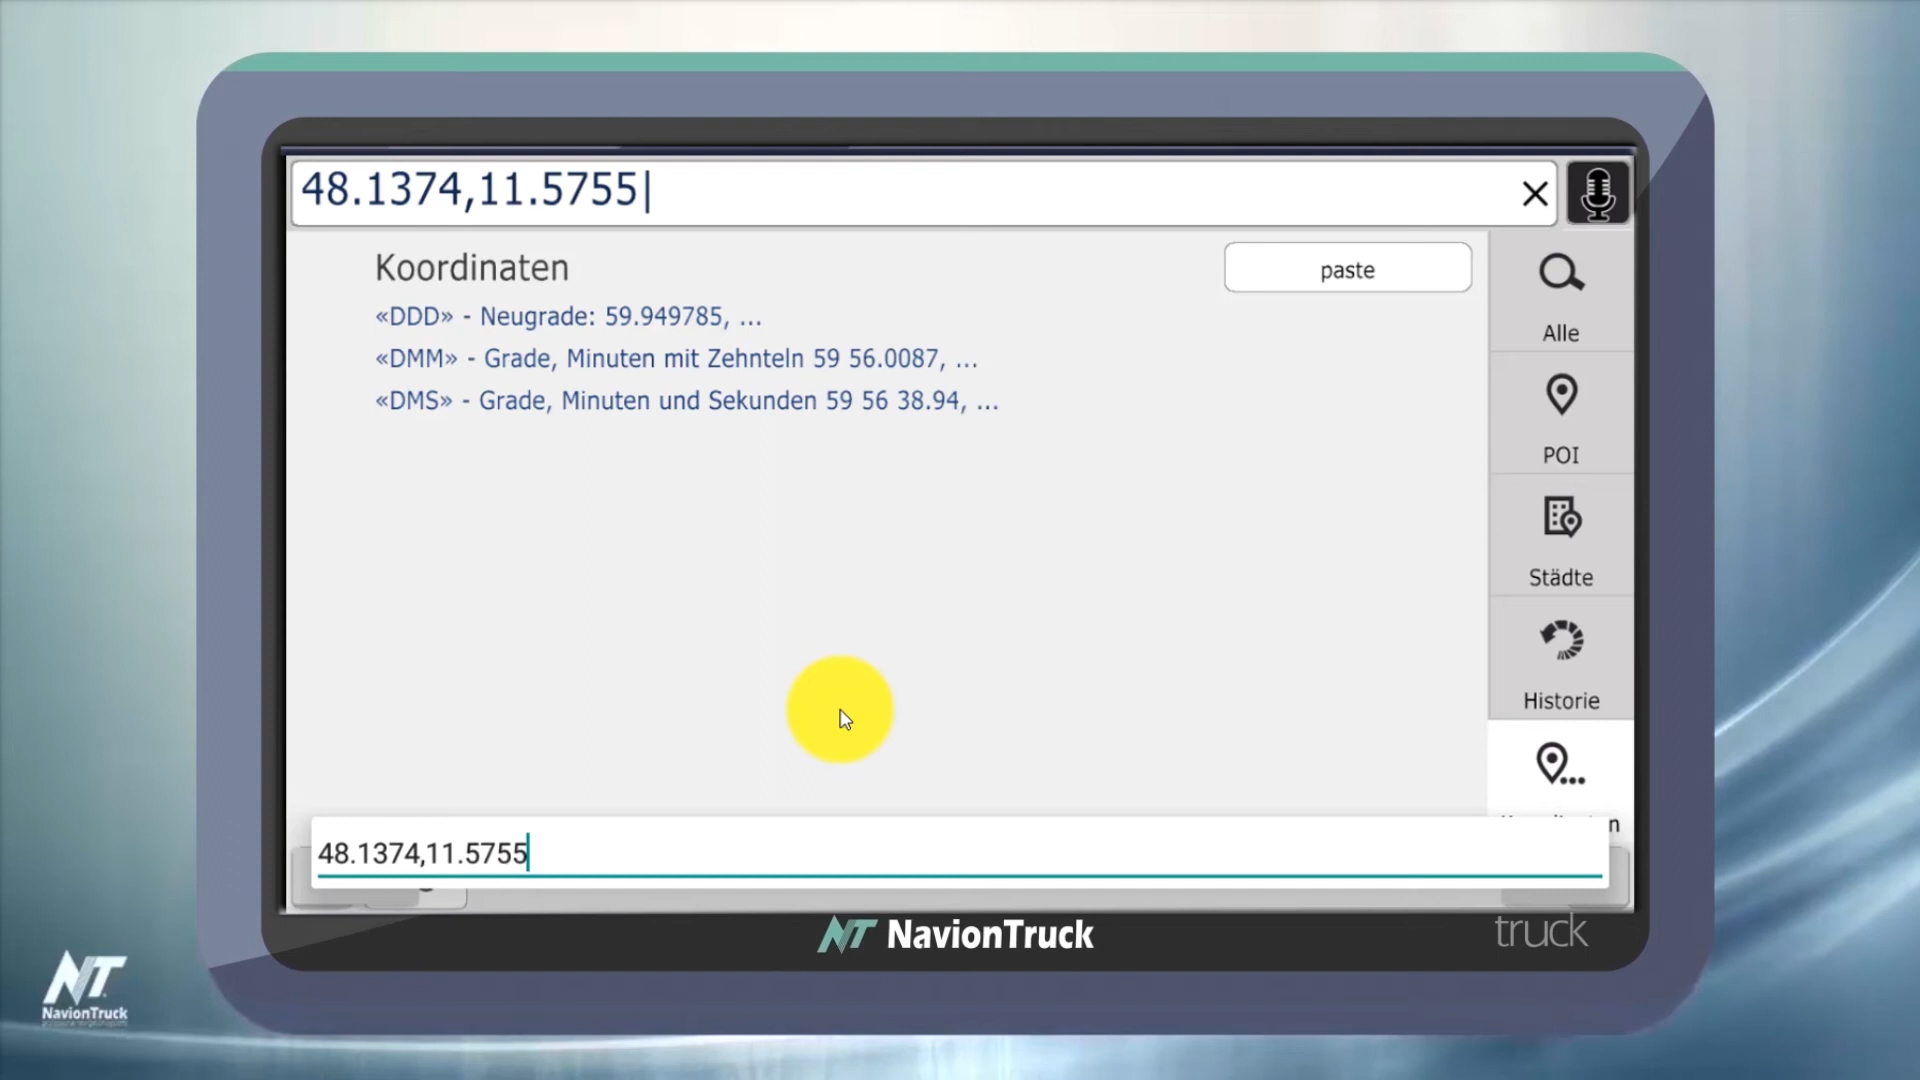 48.1374,11.5755
Koordinaten
paste
«DDD» - Neugrade: 59.949785, ...
«DMM» - Grade, Minuten mit Zehnteln 59 56.0087, ...
«DMS» - Grade, Minuten und Sekunden 59 56 38.94, ...
Alle
POI
Städte
Historie
48.1374,11.5755
NT NavionTruck
truck
NT
NavionTruck